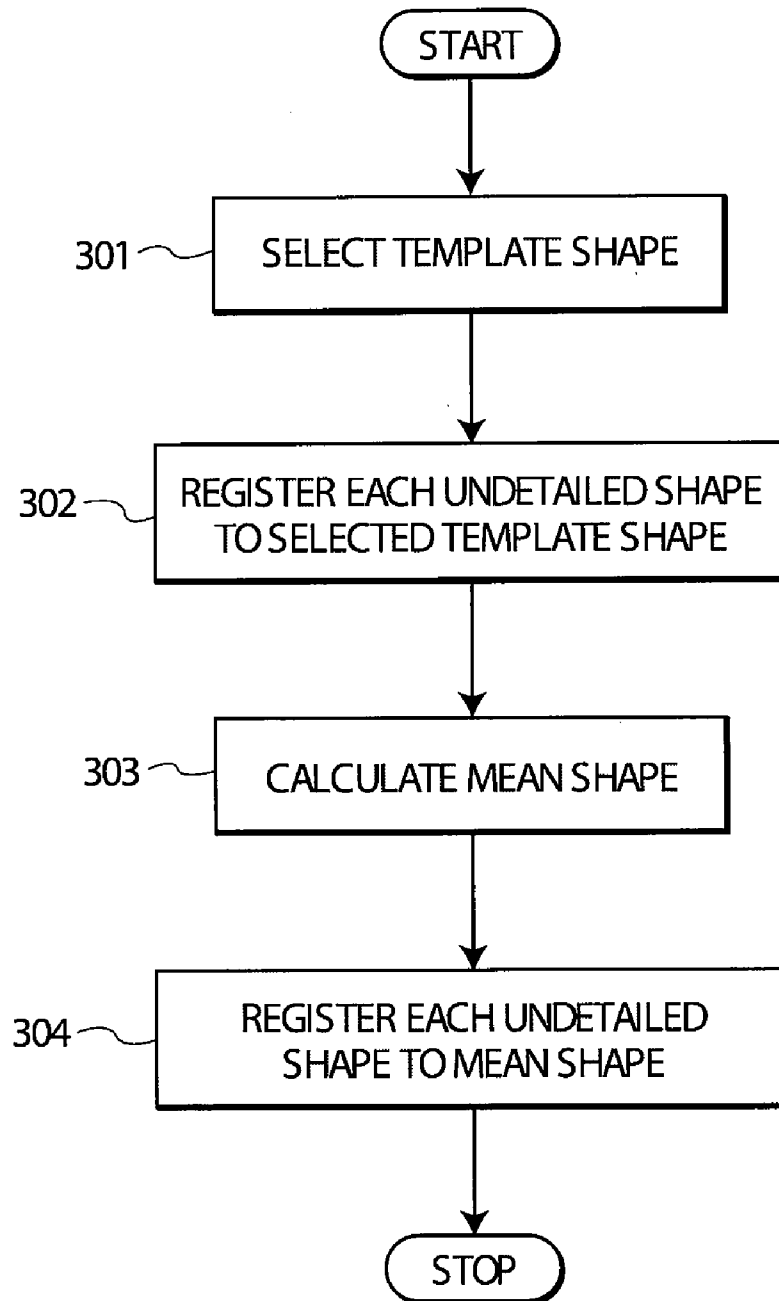 START
301
SELECT TEMPLATE SHAPE
302
REGISTER EACH UNDETAILED SHAPE
TO SELECTED TEMPLATE SHAPE
303
CALCULATE MEAN SHAPE
304
REGISTER EACH UNDETAILED
SHAPE TO MEAN SHAPE
STOP